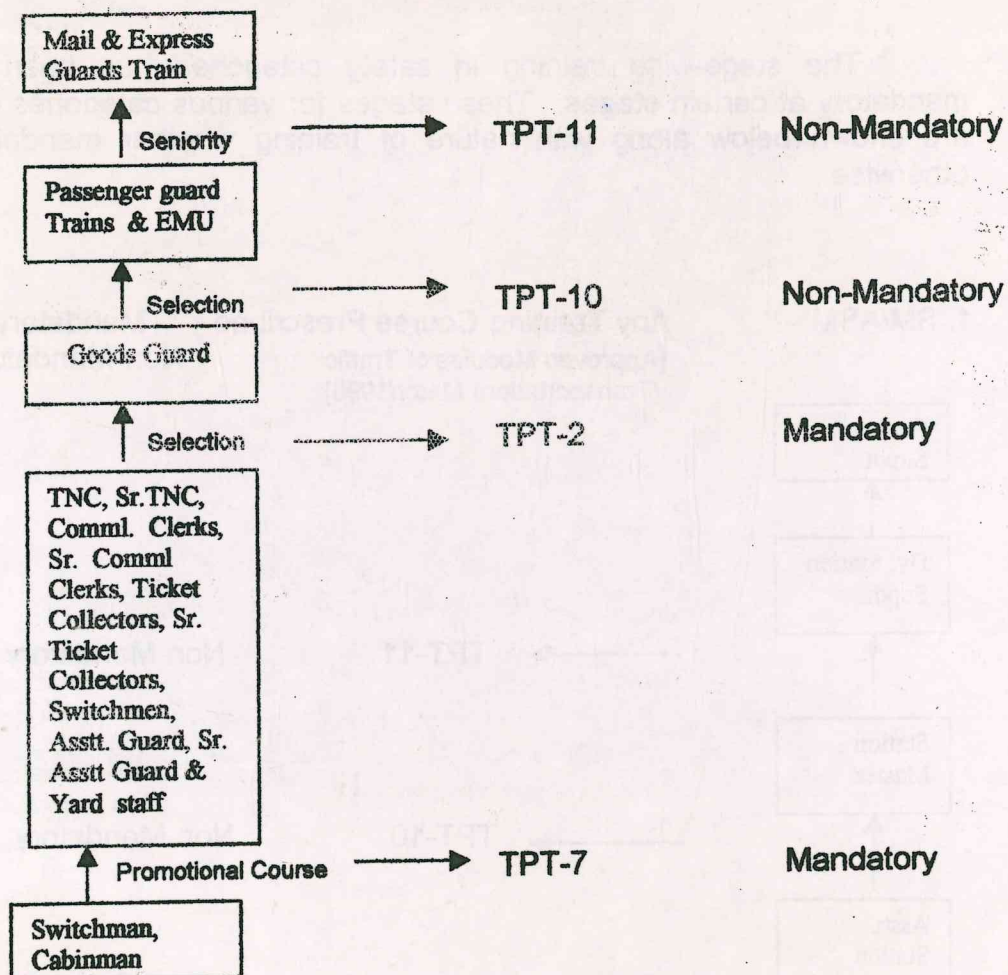 Mail & Express
Guards Train
Seniority
TPT-11
Non-Mandatory
Passenger guard
Trains & EMU
Selection
TPT-10
Non-Mandatory
Goods Guard
Selection
TPT-2
Mandatory
TNC, Sr.TNC,
Comml. Clerks,
Sr. Comml
Clerks, Ticket
Collectors, Sr.
Ticket
Collectors,
Switchmen,
Asstt. Guard, Sr.
Asstt Guard &
Yard staff
Promotional Course
TPT-7
Mandatory
Switchman,
Cabinman